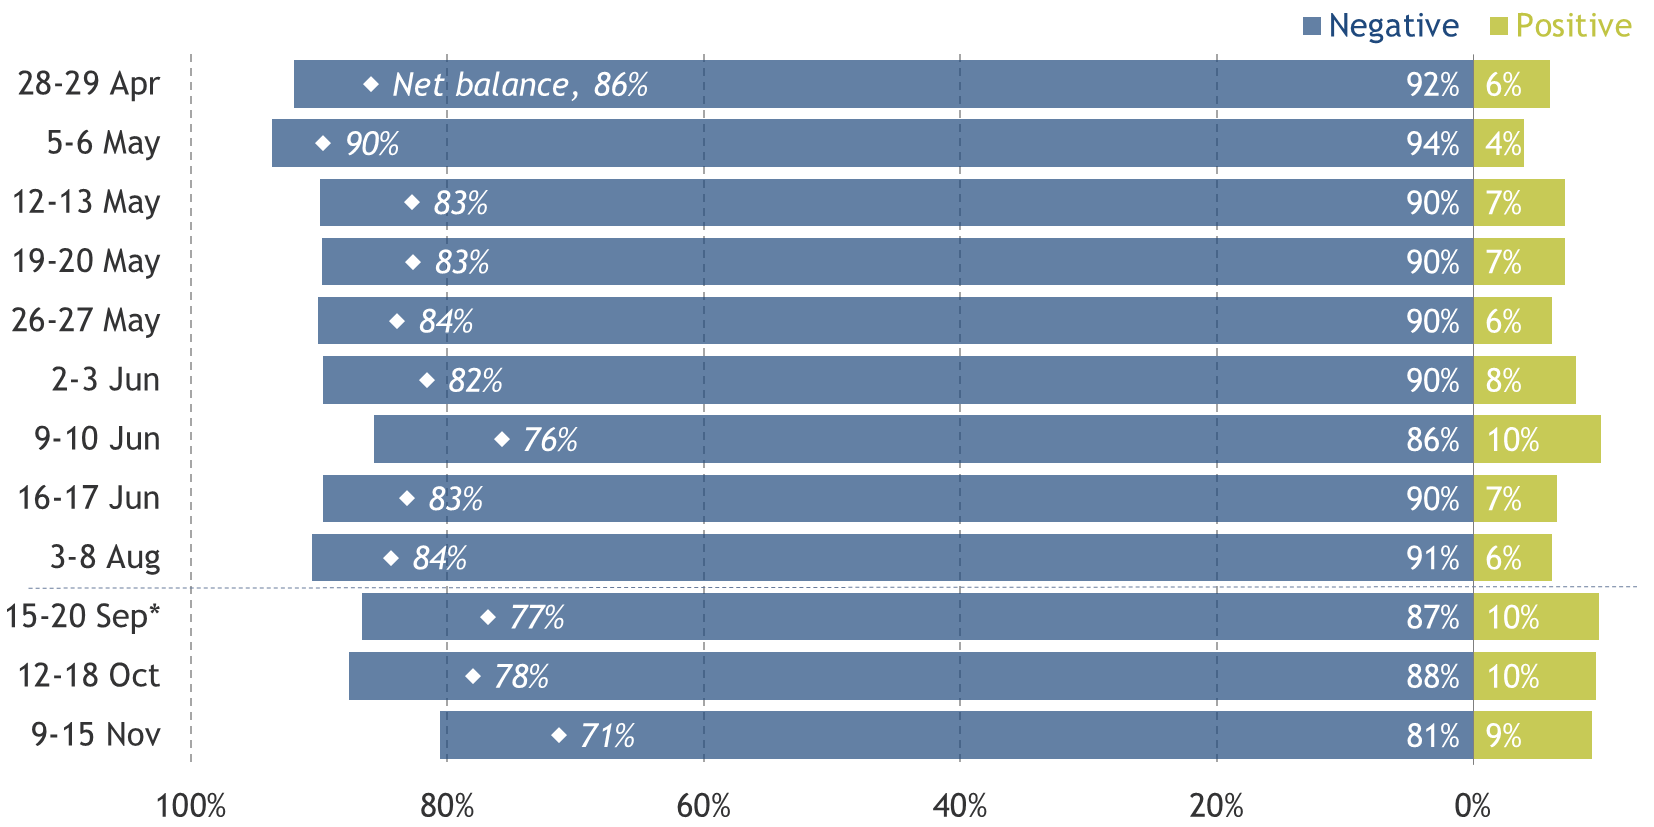 Negative Positive
28-29 Apr Net balance, 86% 92% 6%
5-6 May 90% 94% 4%
12-13 May 83% 90% 7%
19-20 May 83% 90% 7%
26-27 May 84% 90% 6%
2-3 Jun 82% 90% 8%
9-10 Jun 76% 86% 10%
16-17 Jun 83% 90% 7%
3-8 Aug 84% 91% 6%
15-20 Sep* 77% 87% 10%
12-18 Oct 78% 88% 10%
9-15 Nov 71% 81% 9%
100% 80% 60% 40% 20% 0%